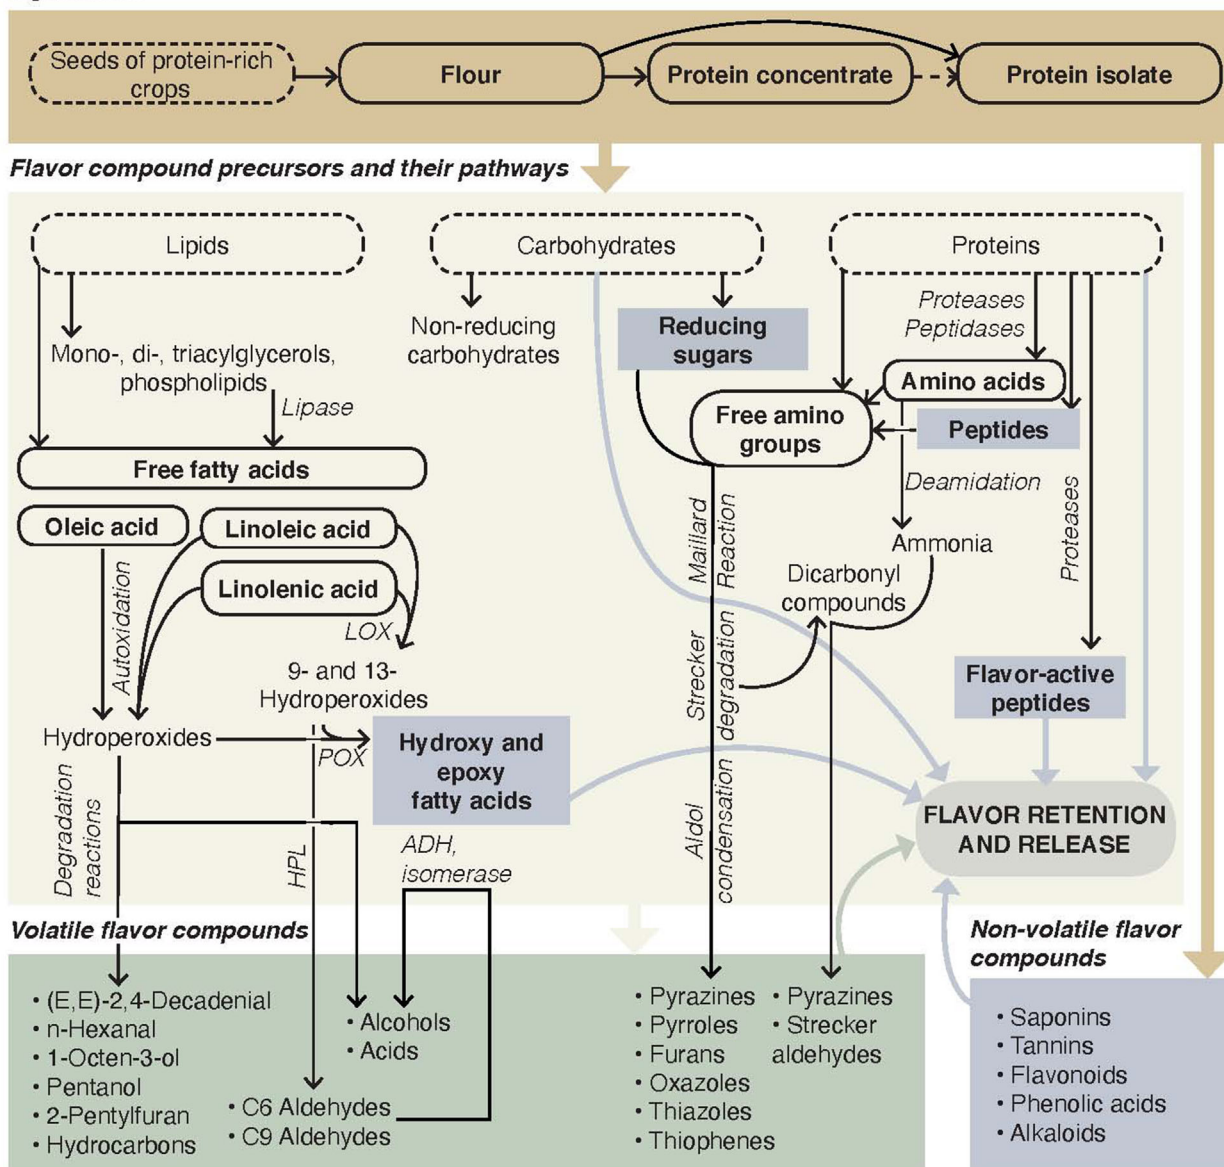 Seeds of protein-rich
crops
Flour
Protein concentrate
Protein isolate
Flavor compound precursors and their pathways
Lipids
Carbohydrates
Proteins
Mono-, di-, triacylglycerols,
phospholipids
Lipase
Free fatty acids
Oleic acid
Linoleic acid
Linolenic acid
Autoxidation
LOX
9- and 13-
Hydroperoxides
Hydroperoxides
POX
Hydroxy and
epoxy
fatty acids
Degradation
reactions
HPL
ADH,
isomerase
Non-reducing
carbohydrates
Reducing
sugars
Proteases
Peptidases
Amino acids
Free amino
groups
Peptides
Deamidation
Ammonia
Proteases
Maillard
Reaction
Dicarbonyl
compounds
Strecker
degradation
Aldol
condensation
Flavor-active
peptides
FLAVOR RETENTION
AND RELEASE
Volatile flavor compounds
• (E,E)-2,4-Decadenial
• n-Hexanal
• 1-Octen-3-ol
• Pentanol
• 2-Pentylfuran
• Hydrocarbons
• Alcohols
• Acids
• C6 Aldehydes
• C9 Aldehydes
• Pyrazines
• Pyrroles
• Furans
• Oxazoles
• Thiazoles
• Thiophenes
• Pyrazines
• Strecker
aldehydes
Non-volatile flavor
compounds
• Saponins
• Tannins
• Flavonoids
• Phenolic acids
• Alkaloids